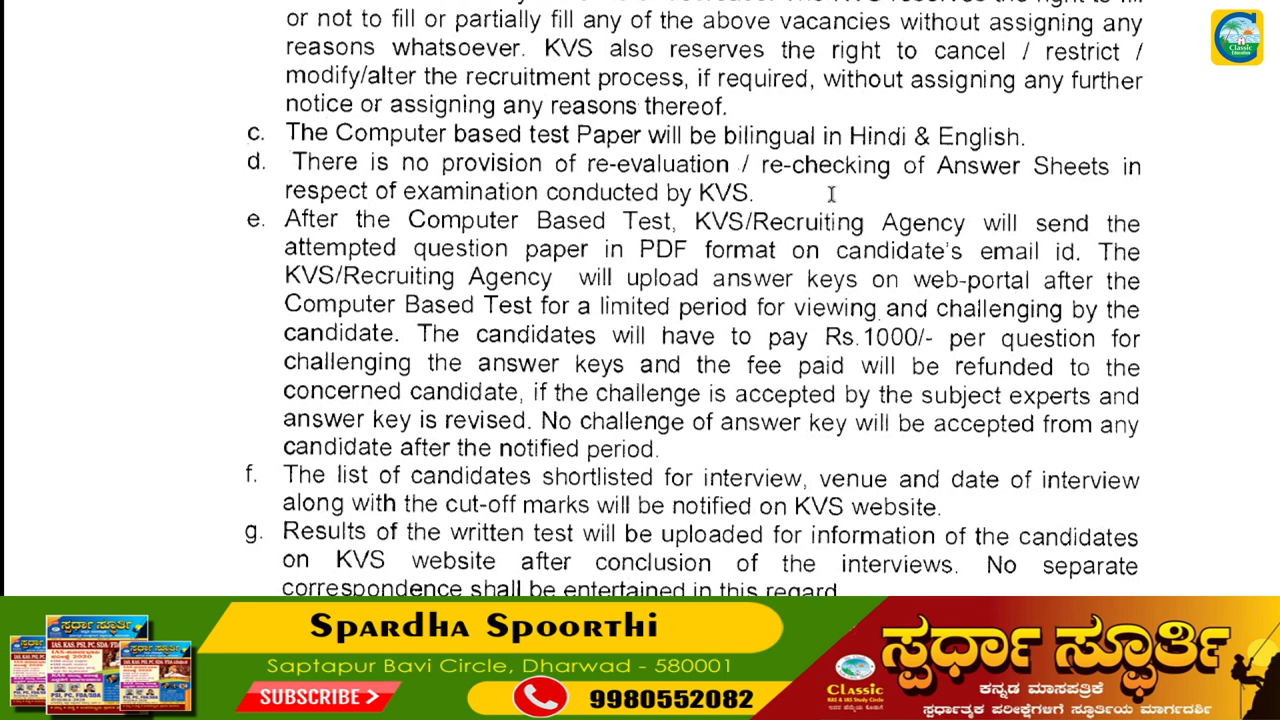 or not to fill or partially fill any of the above vacancies without assigning any
reasons whatsoever. KVS also reserves the right to cancel / restrict /
modify/alter the recruitment process, if required, without assigning any further
notice or assigning any reasons thereof.
c. The Computer based test Paper will be bilingual in Hindi & English.
d. There is no provision of re-evaluation / re-checking of Answer Sheets in
respect of examination conducted by KVS.
e. After the Computer Based Test, KVS/Recruiting Agency will send the
attempted question paper in PDF format on candidate's email id. The
KVS/Recruiting Agency will upload answer keys on web-portal after the
Computer Based Test for a limited period for viewing and challenging by the
candidate. The candidates will have to pay Rs.1000/- per question for
challenging the answer keys and the fee paid will be refunded to the
concerned candidate, if the challenge is accepted by the subject experts and
answer key is revised. No challenge of answer key will be accepted from any
candidate after the notified period.
f. The list of candidates shortlisted for interview, venue and date of interview
along with the cut-off marks will be notified on KVS website.
g. Results of the written test will be uploaded for information of the candidates
on KVS website after conclusion of the interviews. No separate
correspondence shall be entertained in this regard
Classic
Education
Spardha Spoorthi
Saptapur Bavi Circle Dharwad - 580001
SUBSCRIBE >
9980552082
Classic
KAS & IAS Study Circle
ಸ್ಪರ್ಧಾ ಸ್ಫೂರ್ತಿ
ಕನ್ನಡ ಮಾಸಪತ್ರಿಕೆ
ಸ್ಪರ್ಧಾತ್ಮಕ ಪರೀಕ್ಷೆಗಳಿಗೆ ಸ್ಫೂರ್ತಿಯ ಮಾರ್ಗದರ್ಶಿ
ಸ್ಪರ್ಧಾ ಸ್ಫೂರ್ತಿ